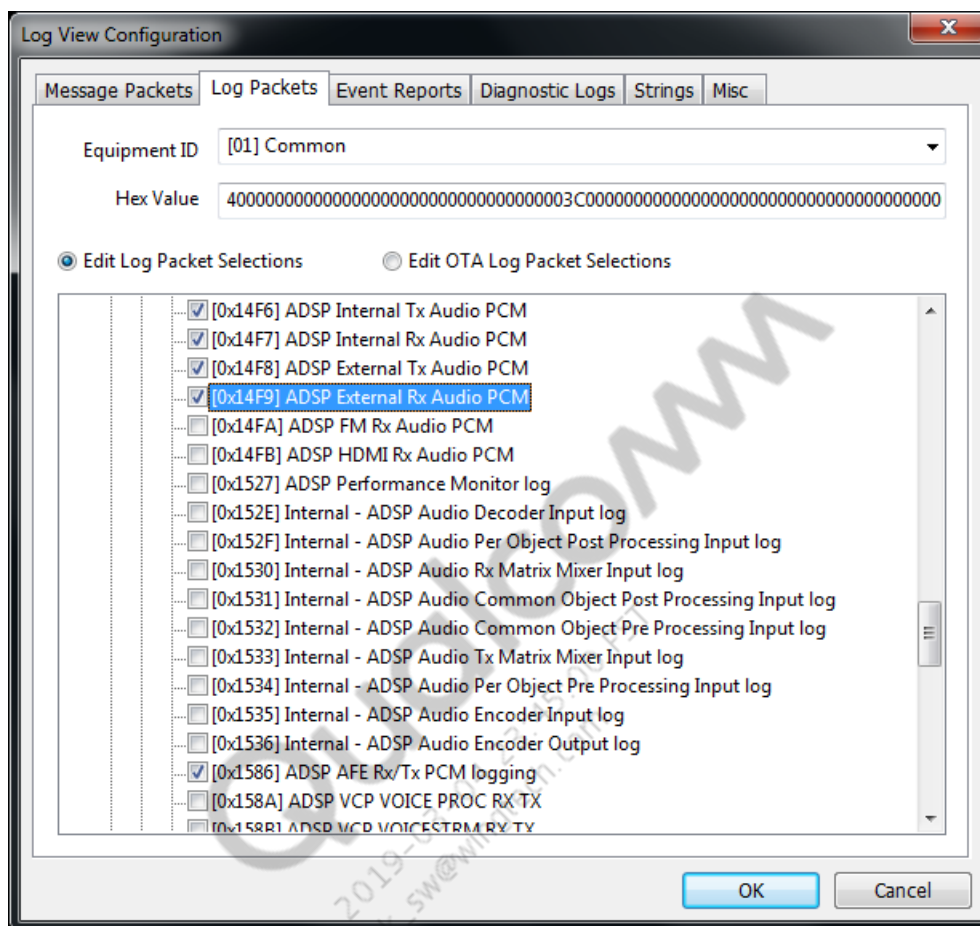 Log View Configuration
Message Packets Log Packets Event Reports Diagnostic Logs Strings Misc
Equipment ID [01] Common
Hex Value 40000000000000000000000000000000003C0000000000000000000000000000000000
Edit Log Packet Selections Edit OTA Log Packet Selections
[0x14F6] ADSP Internal Tx Audio PCM
[0x14F7] ADSP Internal Rx Audio PCM
[0x14F8] ADSP External Tx Audio PCM
[0x14F9] ADSP External Rx Audio PCM
[0x14FA] ADSP FM Rx Audio PCM
[0x14FB] ADSP HDMI Rx Audio PCM
[0x1527] ADSP Performance Monitor log
[0x152E] Internal - ADSP Audio Decoder Input log
[0x152F] Internal - ADSP Audio Per Object Post Processing Input log
[0x1530] Internal - ADSP Audio Rx Matrix Mixer Input log
[0x1531] Internal - ADSP Audio Common Object Post Processing Input log
[0x1532] Internal - ADSP Audio Common Object Pre Processing Input log
[0x1533] Internal - ADSP Audio Tx Matrix Mixer Input log
[0x1534] Internal - ADSP Audio Per Object Pre Processing Input log
[0x1535] Internal - ADSP Audio Encoder Input log
[0x1536] Internal - ADSP Audio Encoder Output log
[0x1586] ADSP AFE Rx/Tx PCM logging
[0x158A] ADSP VCP VOICE PROC RX TX
[0x158B] ADSP VCP VOICESTRM RX TX
OK Cancel
Qualcomm